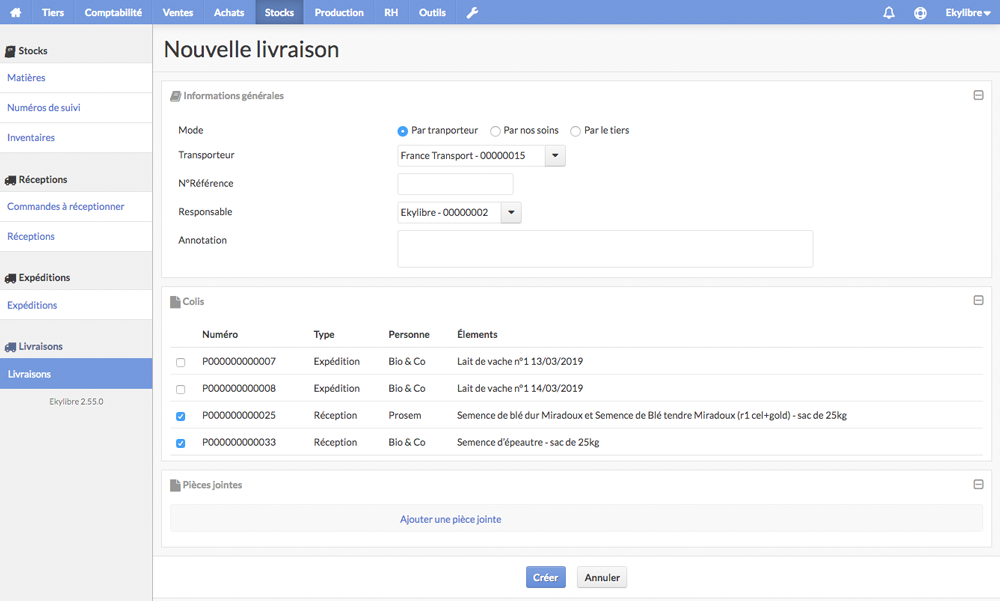 Tiers Comptabilité Ventes Achats Stocks Production RH Outils Ekylibre
Stocks
Matières
Numéros de suivi
Inventaires
Réceptions
Commandes à réceptionner
Réceptions
Expéditions
Expéditions
Livraisons
Livraisons
Ekylibre 2.55.0
Nouvelle livraison
Informations générales
Mode Par tranporteur Par nos soins Par le tiers
Transporteur France Transport - 00000015
N°Référence
Responsable Ekylibre - 00000002
Annotation
Colis
Numéro Type Personne Élements
P000000000007 Expédition Bio & Co Lait de vache n°1 13/03/2019
P000000000008 Expédition Bio & Co Lait de vache n°1 14/03/2019
P000000000025 Réception Prosem Semence de blé dur Miradoux et Semence de Blé tendre Miradoux (r1 cel+gold) - sac de 25kg
P000000000033 Réception Bio & Co Semence d'épeautre - sac de 25kg
Pièces jointes
Ajouter une pièce jointe
Créer Annuler